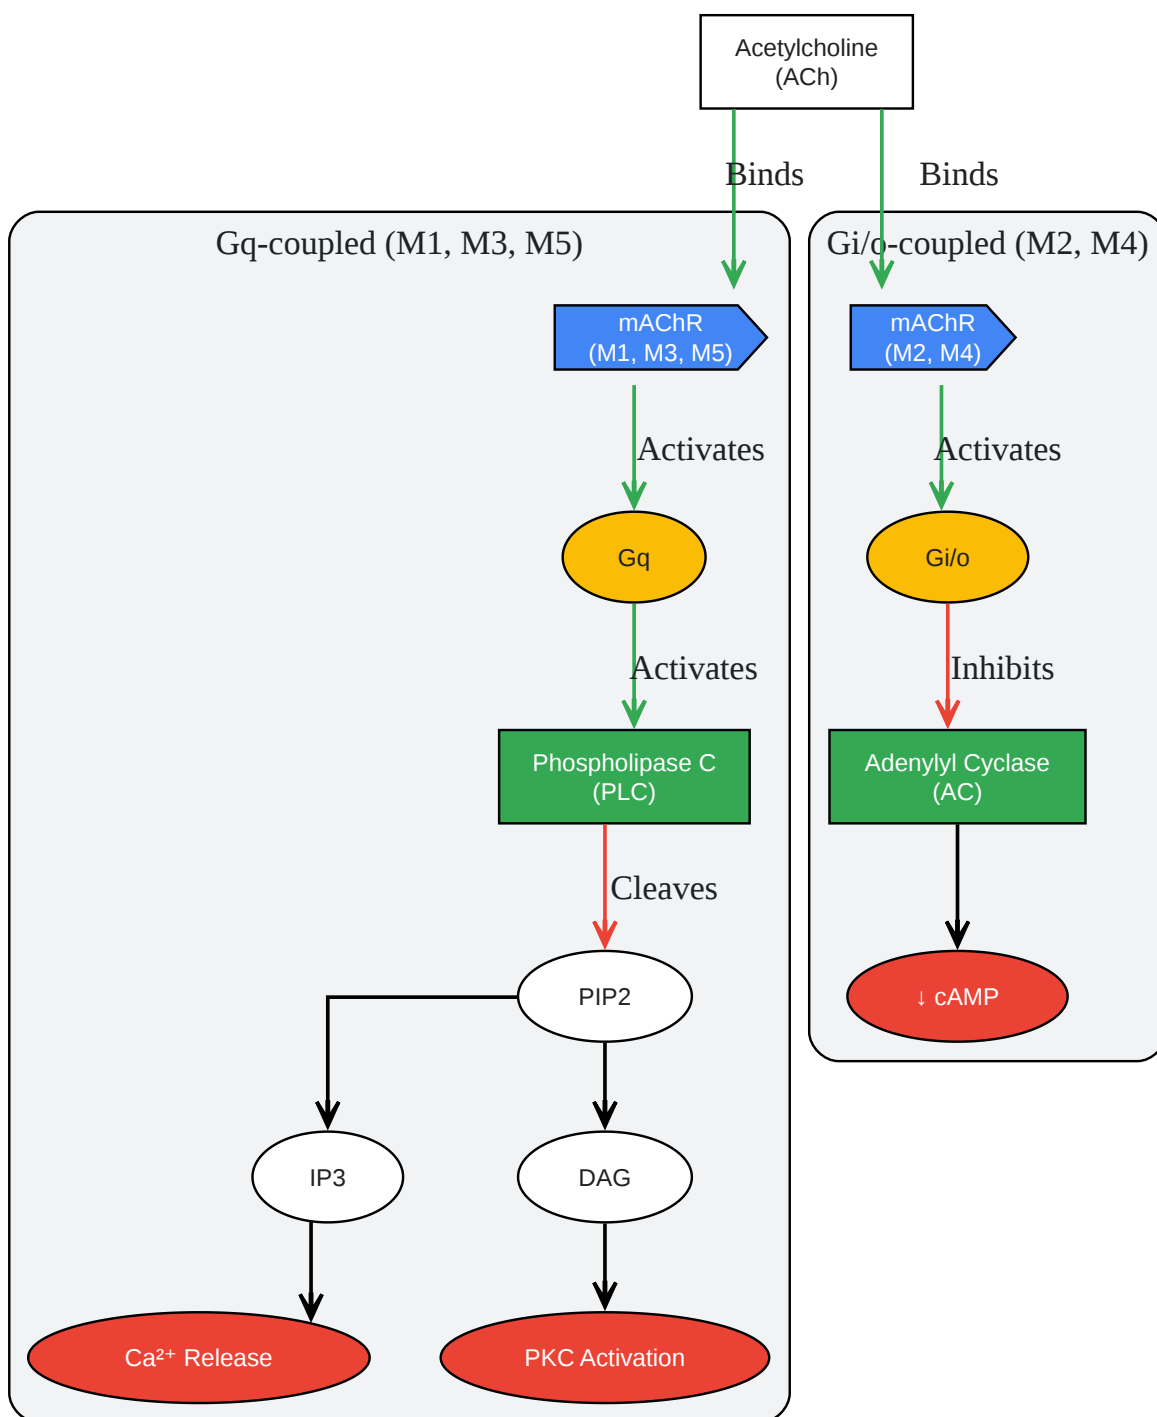 Acetylcholine
(ACh)
Binds
Binds
Gq-coupled (M1, M3, M5)
Gi/o-coupled (M2, M4)
mAChR
(M1, M3, M5)
mAChR
(M2, M4)
Activates
Activates
Gq
Gi/o
Activates
Inhibits
Phospholipase C
(PLC)
Adenylyl Cyclase
(AC)
Cleaves
PIP2
↓ cAMP
IP3
DAG
Ca²⁺ Release
PKC Activation